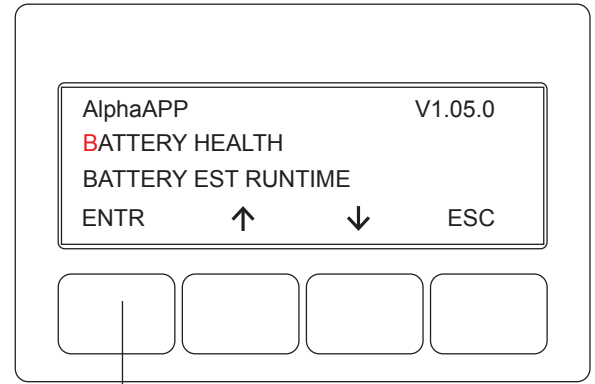 AlphaAPP V1.05.0
BATTERY HEALTH
BATTERY EST RUNTIME
ENTR ↑ ↓ ESC